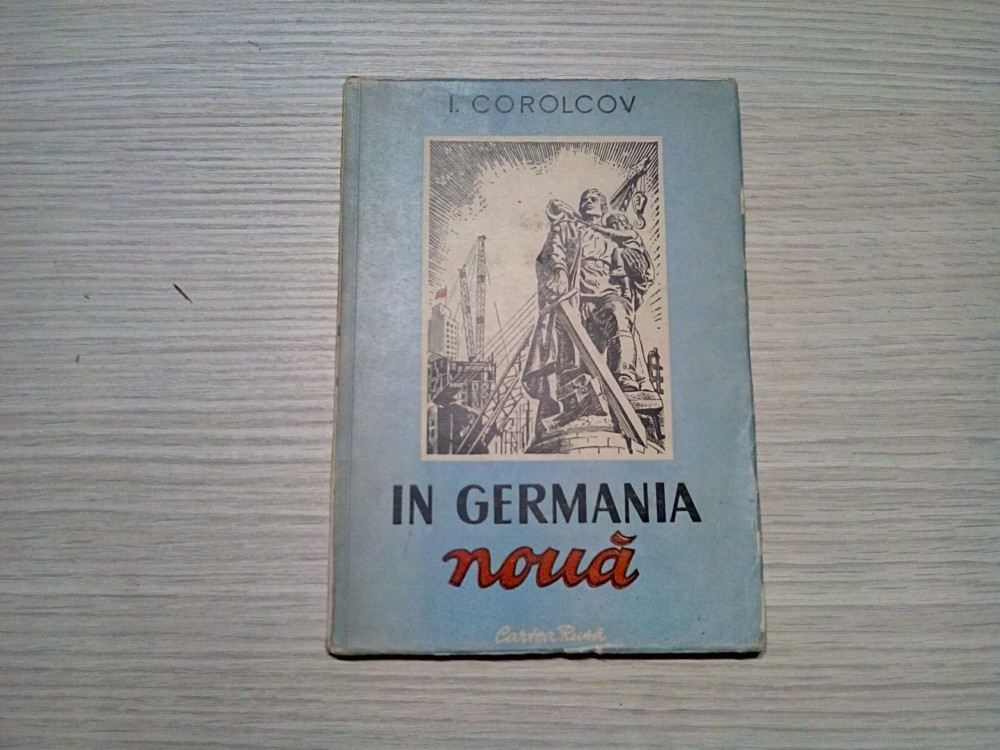 I. COROLCOV
IN GERMANIA
nouă
Cartea Rusă